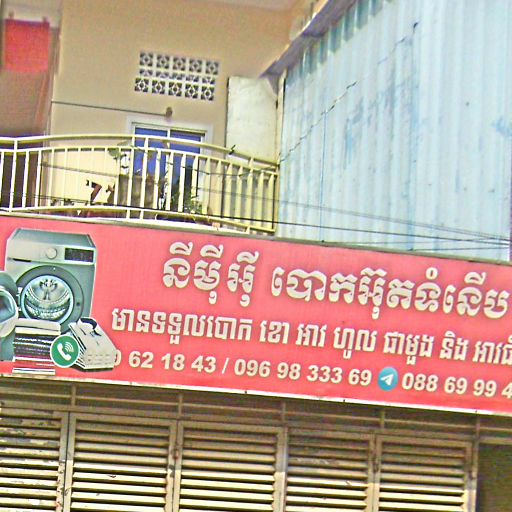 នីម៉ីអ៊ី បោកអ៊ុតទំនើប
មានទទួលបោក ខោ អាវ ហូល ជាមួង និង អាវធំ
62 18 43 / 096 98 333 69 088 69 99 4